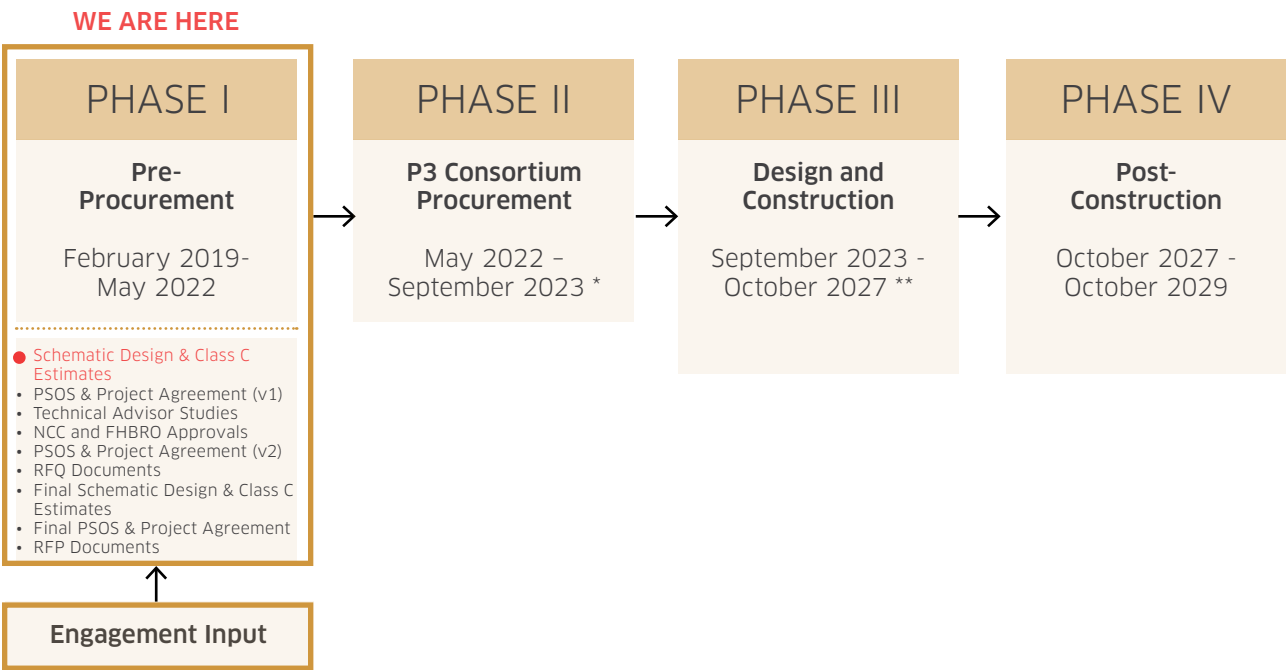 WE ARE HERE
PHASE I
Pre-
Procurement
February 2019-
May 2022
● Schematic Design & Class C
Estimates
• PSOS & Project Agreement (v1)
• Technical Advisor Studies
• NCC and FHBRO Approvals
• PSOS & Project Agreement (v2)
• RFQ Documents
• Final Schematic Design & Class C
Estimates
• Final PSOS & Project Agreement
• RFP Documents
Engagement Input
PHASE II
P3 Consortium
Procurement
May 2022 –
September 2023 *
PHASE III
Design and
Construction
September 2023 -
October 2027 **
PHASE IV
Post-
Construction
October 2027 -
October 2029